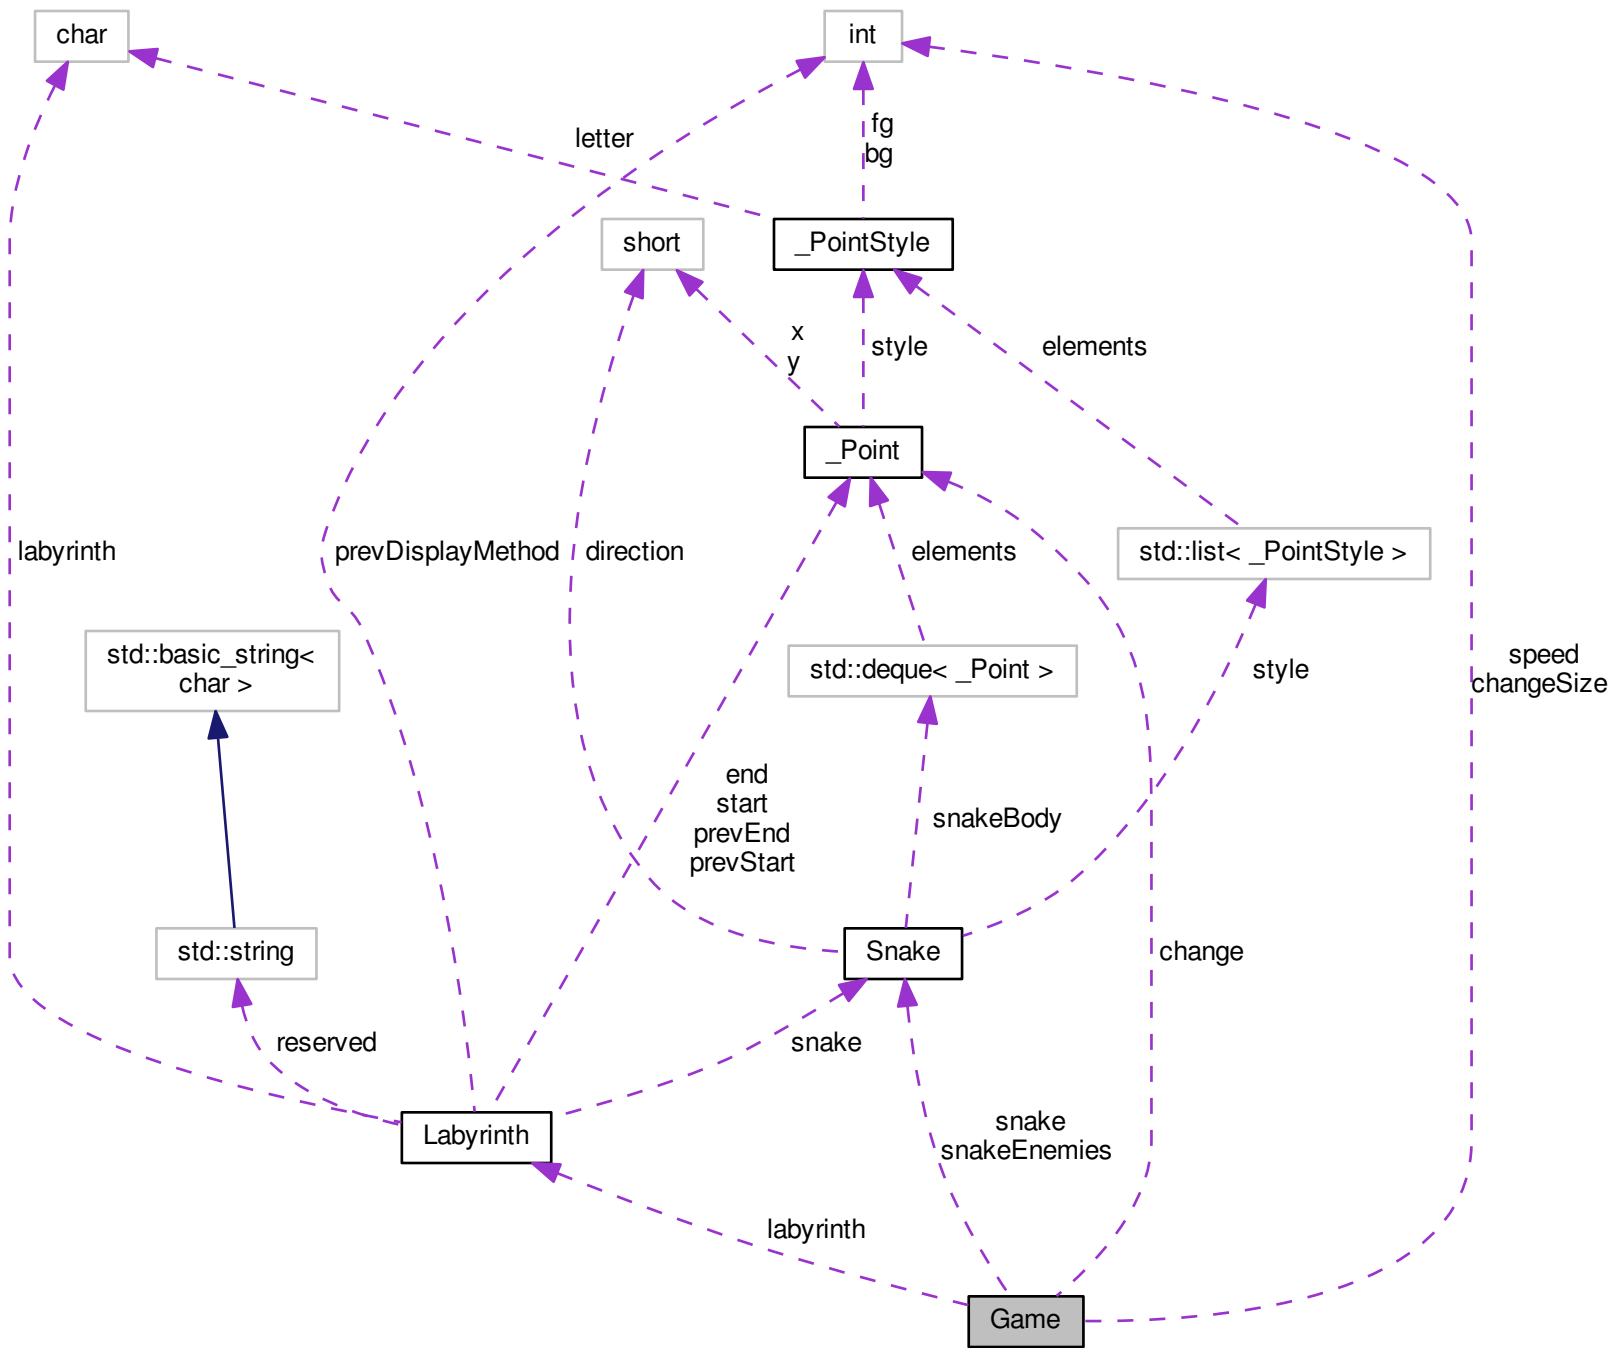 char
int
letter
fg
bg
short
_PointStyle
x
y
style
elements
_Point
labyrinth
prevDisplayMethod
direction
elements
std::list< _PointStyle >
std::basic_string<
char >
std::deque< _Point >
style
speed
changeSize
end
start
prevEnd
prevStart
snakeBody
std::string
Snake
change
reserved
snake
Labyrinth
snake
snakeEnemies
labyrinth
Game